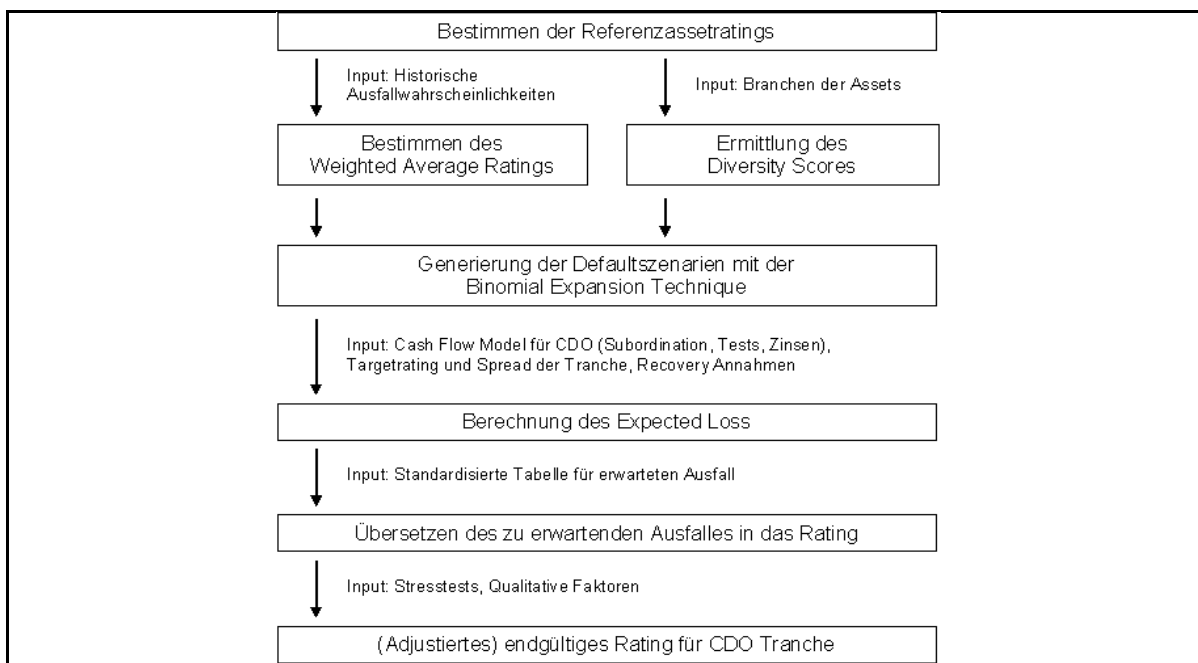 Bestimmen der Referenzassetratings
Input: Historische
Ausfallwahrscheinlichkeiten
Input: Branchen der Assets
Bestimmen des
Weighted Average Ratings
Ermittlung des
Diversity Scores
Generierung der Defaultszenarien mit der
Binomial Expansion Technique
Input: Cash Flow Model für CDO (Subordination, Tests, Zinsen),
Targetrating und Spread der Tranche, Recovery Annahmen
Berechnung des Expected Loss
Input: Standardisierte Tabelle für erwarteten Ausfall
Übersetzen des zu erwartenden Ausfalles in das Rating
Input: Stresstests, Qualitative Faktoren
(Adjustiertes) endgültiges Rating für CDO Tranche